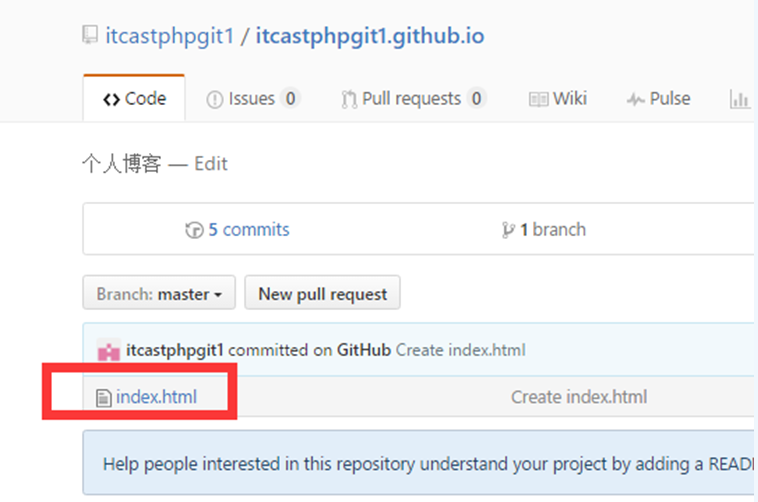 itcastphpgit1 / itcastphpgit1.github.io
Code Issues 0 Pull requests 0 Wiki Pulse
个人博客 — Edit
5 commits 1 branch
Branch: master New pull request
itcastphpgit1 committed on GitHub Create index.html
index.html Create index.html
Help people interested in this repository understand your project by adding a READ